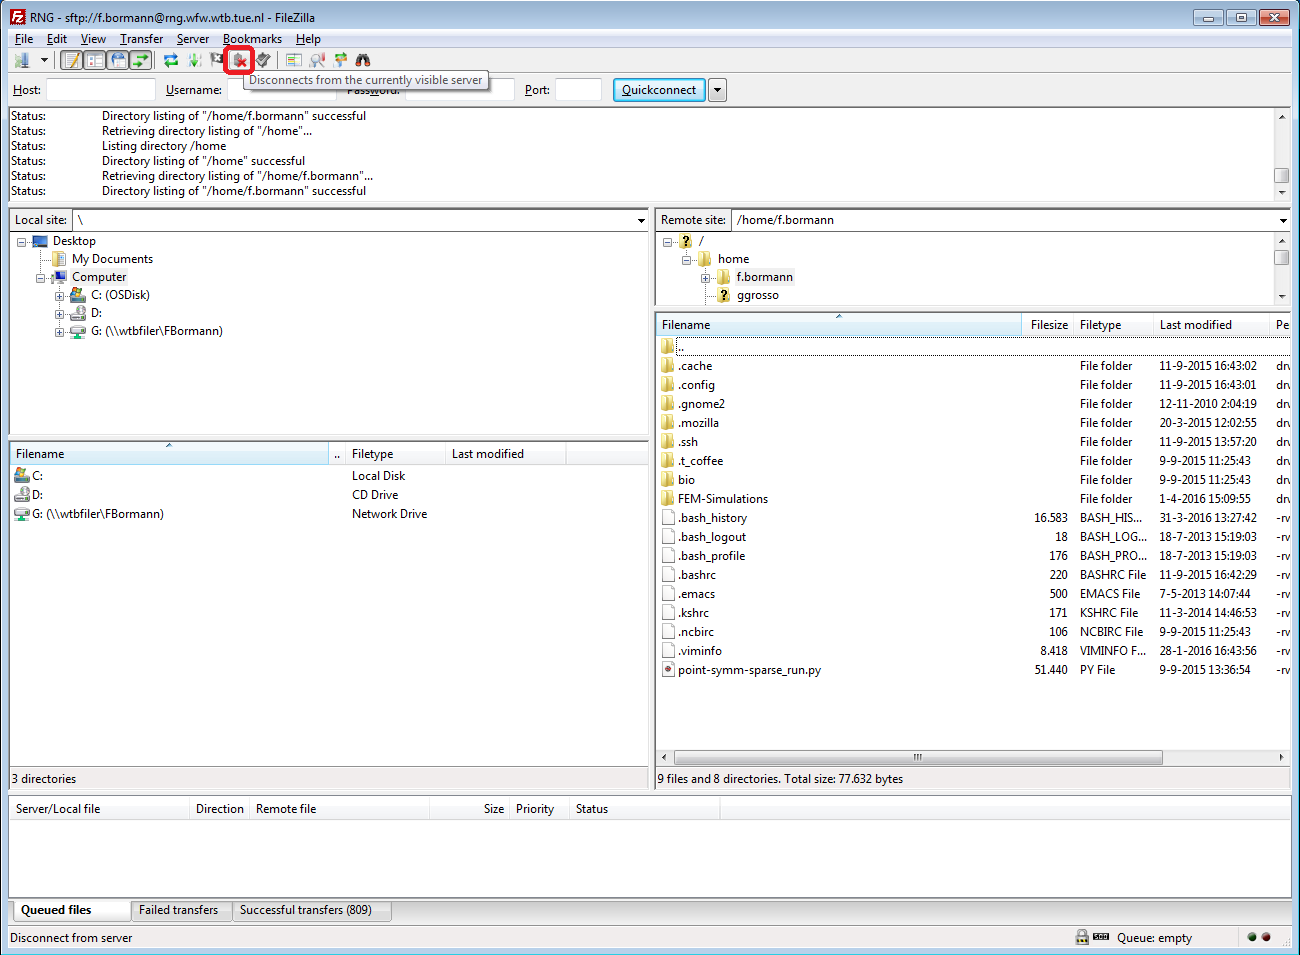 RNG - sftp://f.bormann@rng.wfw.wtb.tue.nl - FileZilla
File Edit View Transfer Server Bookmarks Help
Disconnects from the currently visible server
Host: Username: Port: Quickconnect
Status: Directory listing of "/home/f.bormann" successful
Status: Retrieving directory listing of "/home"...
Status: Listing directory /home
Status: Directory listing of "/home" successful
Status: Retrieving directory listing of "/home/f.bormann"...
Status: Directory listing of "/home/f.bormann" successful
Local site: \
Desktop
My Documents
Computer
C: (OSDisk)
D:
G: (\\wtbfiler\FBormann)
Filename .. Filetype Last modified
C: Local Disk
D: CD Drive
G: (\\wtbfiler\FBormann) Network Drive
3 directories
Remote site: /home/f.bormann
/
home
f.bormann
ggrosso
Filename Filesize Filetype Last modified Pe
..
.cache File folder 11-9-2015 16:43:02 drv
.config File folder 11-9-2015 16:43:01 drv
.gnome2 File folder 12-11-2010 2:04:19 drv
.mozilla File folder 20-3-2015 12:02:55 drv
.ssh File folder 11-9-2015 13:57:20 drv
.t_coffee File folder 9-9-2015 11:25:43 drv
bio File folder 9-9-2015 11:25:43 drv
FEM-Simulations File folder 1-4-2016 15:09:55 drv
.bash_history 16.583 BASH_HIS... 31-3-2016 13:27:42 -rv
.bash_logout 18 BASH_LOG... 18-7-2013 15:19:03 -rv
.bash_profile 176 BASH_PRO... 18-7-2013 15:19:03 -rv
.bashrc 220 BASHRC File 11-9-2015 16:42:29 -rv
.emacs 500 EMACS File 7-5-2013 14:07:44 -rv
.kshrc 171 KSHRC File 11-3-2014 14:46:53 -rv
.ncbirc 106 NCBIRC File 9-9-2015 11:25:43 -rv
.viminfo 8.418 VIMINFO F... 28-1-2016 16:43:56 -rv
point-symm-sparse_run.py 51.440 PY File 9-9-2015 13:36:54 -rv
9 files and 8 directories. Total size: 77.632 bytes
Server/Local file Direction Remote file Size Priority Status
Queued files Failed transfers Successful transfers (809)
Disconnect from server Queue: empty